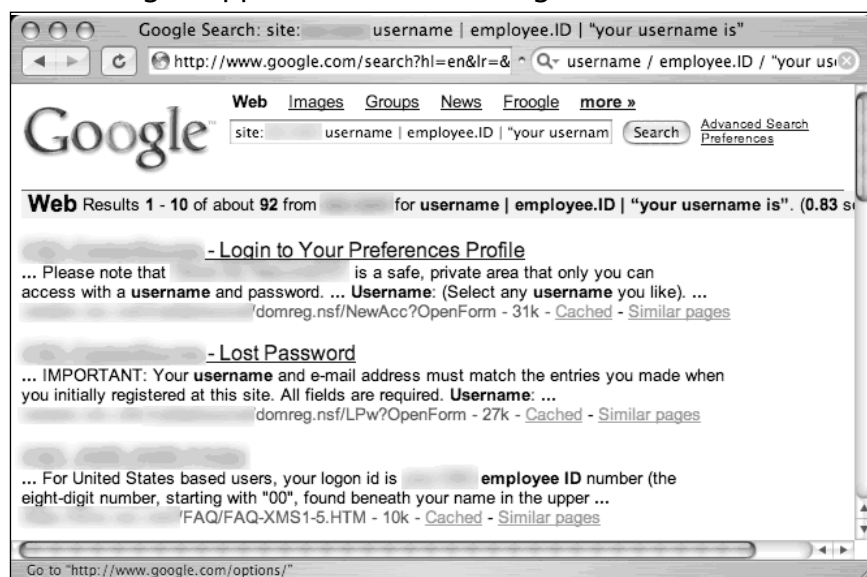 Google Search: site: username | employee.ID | "your username is"
http://www.google.com/search?hl=en&lr=& username / employee.ID / "your us
Web Images Groups News Froogle more »
Google™
site: username | employee.ID | "your usernam Search Advanced Search
Preferences
Web Results 1 - 10 of about 92 from for username | employee.ID | "your username is". (0.83 s
- Login to Your Preferences Profile
... Please note that is a safe, private area that only you can
access with a username and password. ... Username: (Select any username you like). ...
/domreg.nsf/NewAcc?OpenForm - 31k - Cached - Similar pages
- Lost Password
... IMPORTANT: Your username and e-mail address must match the entries you made when
you initially registered at this site. All fields are required. Username: ...
domreg.nsf/LPw?OpenForm - 27k - Cached - Similar pages
... For United States based users, your logon id is employee ID number (the
eight-digit number, starting with "00", found beneath your name in the upper ...
/FAQ/FAQ-XMS1-5.HTM - 10k - Cached - Similar pages
Go to "http://www.google.com/options/"